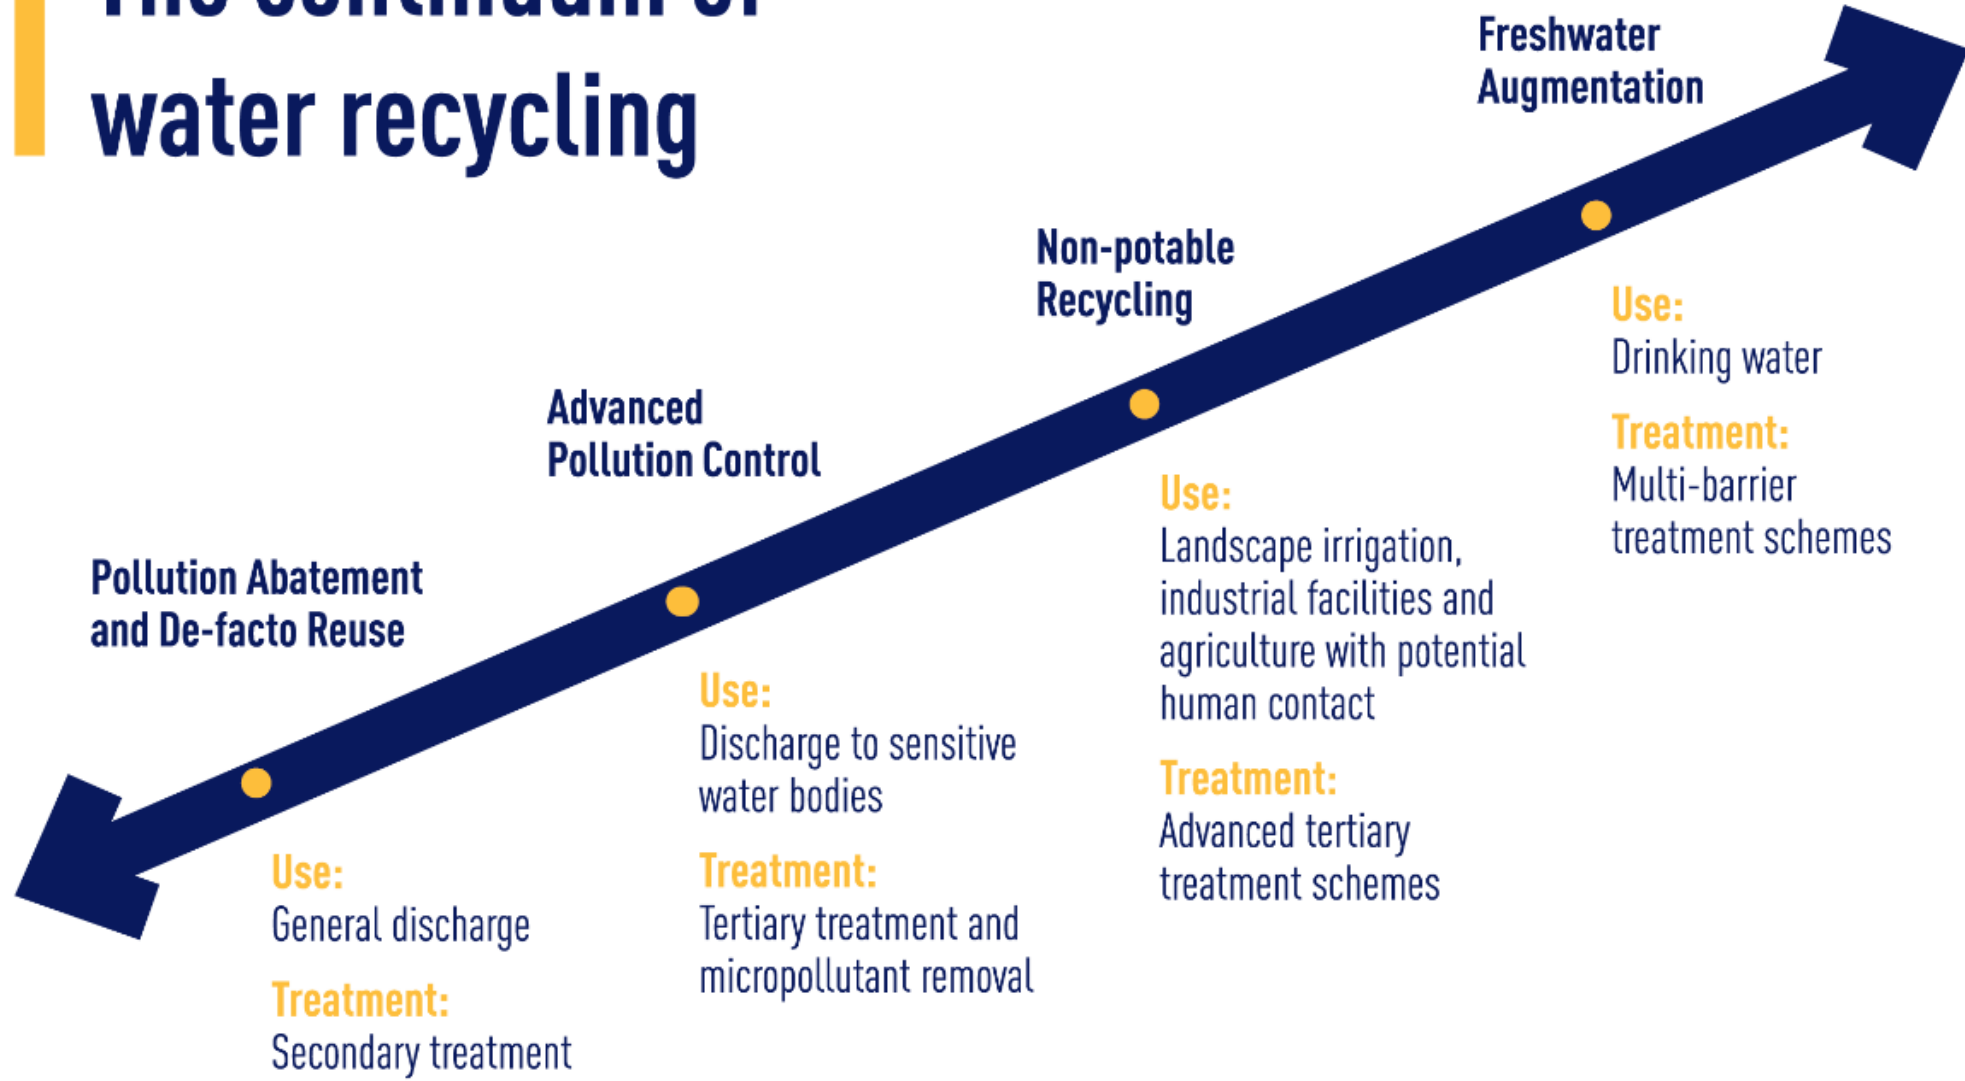 The continuum of
water recycling
Freshwater
Augmentation
Use:
Drinking water
Treatment:
Multi-barrier
treatment schemes
Non-potable
Recycling
Use:
Landscape irrigation,
industrial facilities and
agriculture with potential
human contact
Treatment:
Advanced tertiary
treatment schemes
Advanced
Pollution Control
Use:
Discharge to sensitive
water bodies
Treatment:
Tertiary treatment and
micropollutant removal
Pollution Abatement
and De-facto Reuse
Use:
General discharge
Treatment:
Secondary treatment